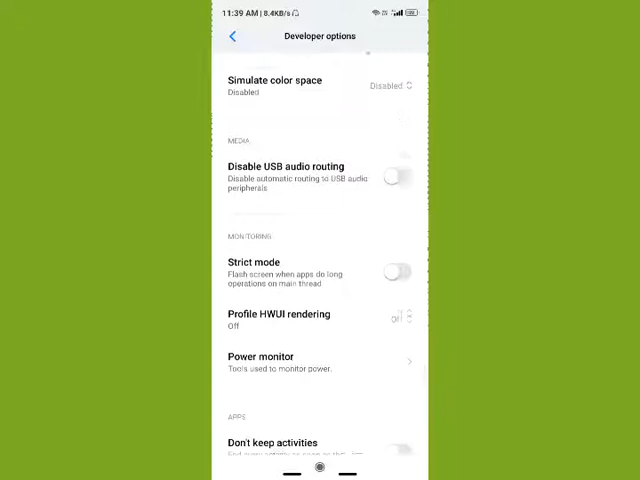 11:39 AM | 8.4KB/s
Developer options
Simulate color space
Disabled
Disabled
MEDIA
Disable USB audio routing
Disable automatic routing to USB audio
peripherals
MONITORING
Strict mode
Flash screen when apps do long
operations on main thread
Profile HWUI rendering
Off
Power monitor
Tools used to monitor power.
APPS
Don't keep activities